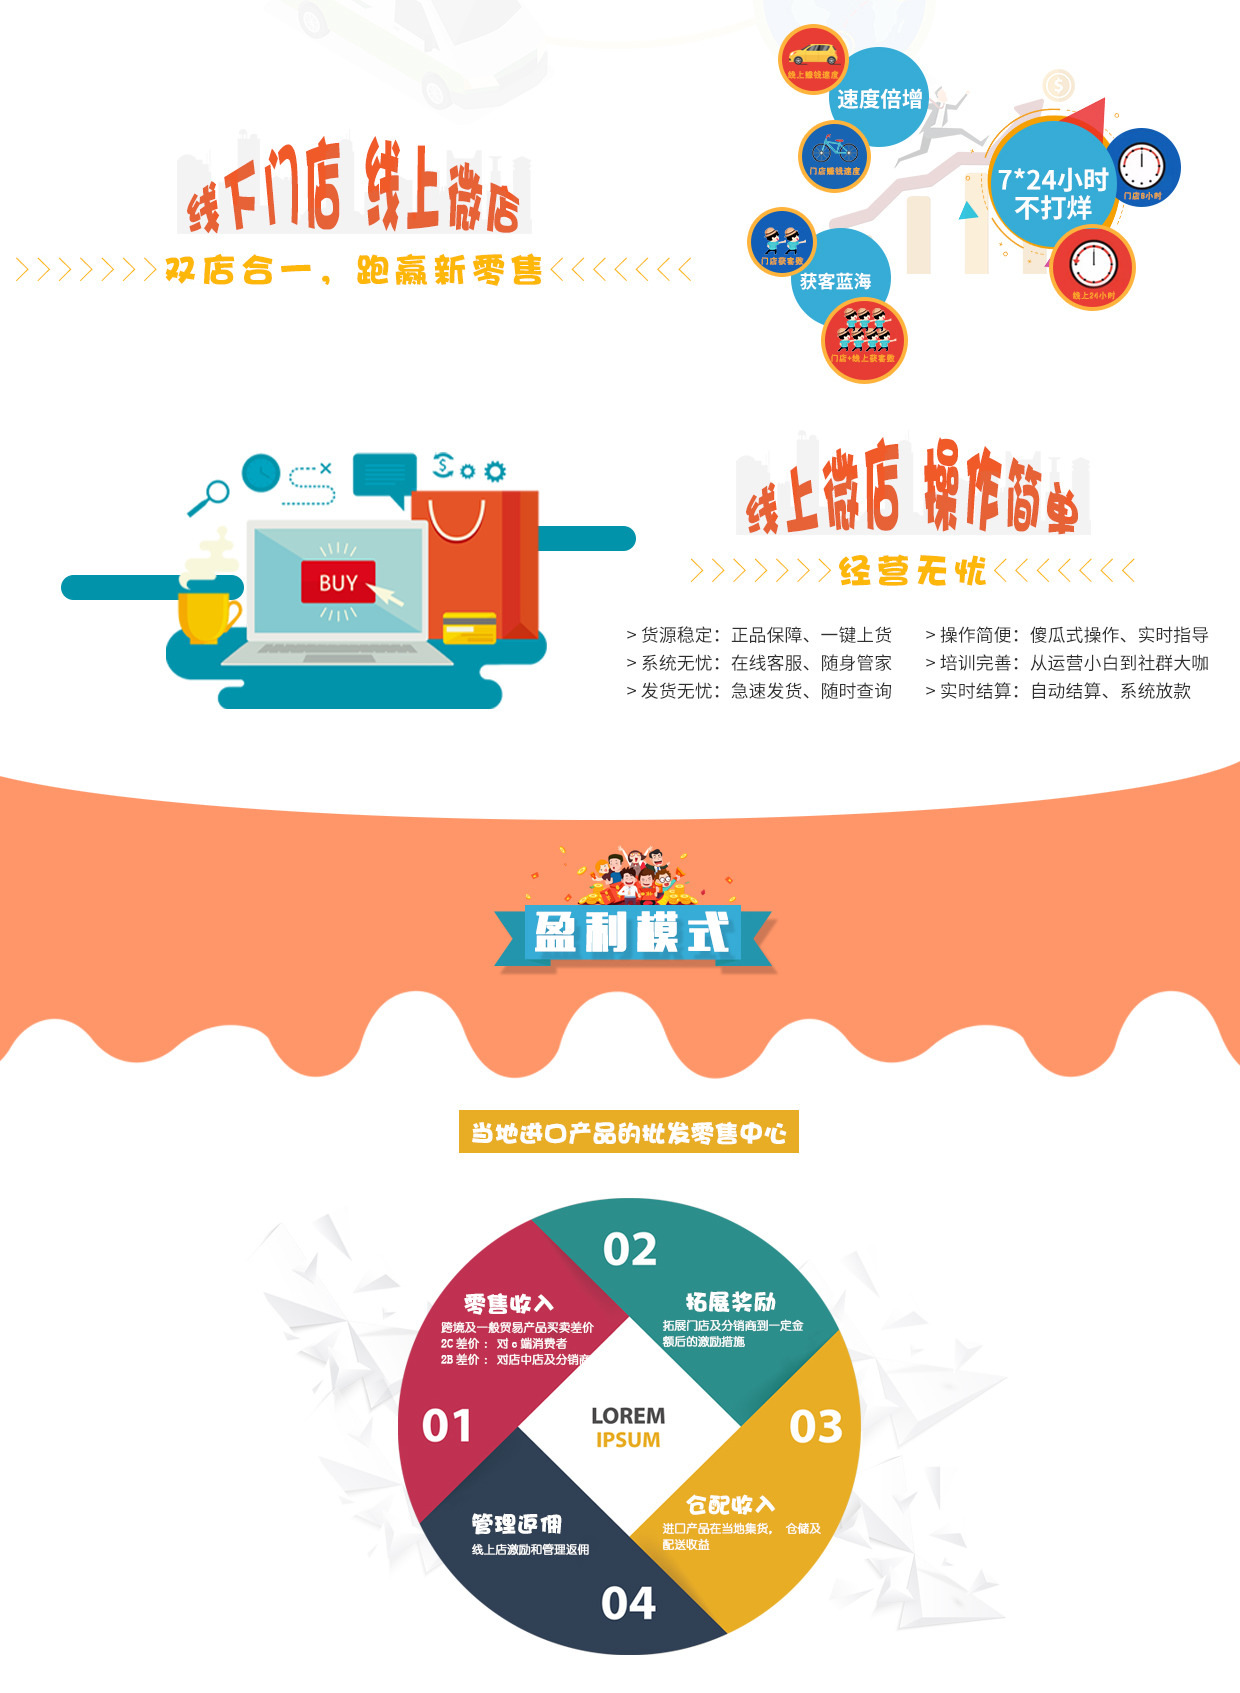 线下门店 线上微店
双店合一，跑赢新零售
线上赚钱速度
速度倍增
门店赚钱速度
7*24小时
不打烊
门店8小时
线上24小时
门店获客数
获客蓝海
门店+线上获客数
线上微店 操作简单
经营无忧
BUY
> 货源稳定：正品保障、一键上货
> 系统无忧：在线客服、随身管家
> 发货无忧：急速发货、随时查询
> 操作简便：傻瓜式操作、实时指导
> 培训完善：从运营小白到社群大咖
> 实时结算：自动结算、系统放款
盈利模式
当地进口产品的批发零售中心
零售收入
跨境及一般贸易产品买卖差价
2C 差价： 对 c 端消费者
2B 差价： 对店中店及分销商
01
02
拓展奖励
拓展门店及分销商到一定金
额后的激励措施
LOREM
IPSUM
03
仓配收入
进口产品在当地集货， 仓储及
配送收益
管理返佣
线上店激励和管理返佣
04